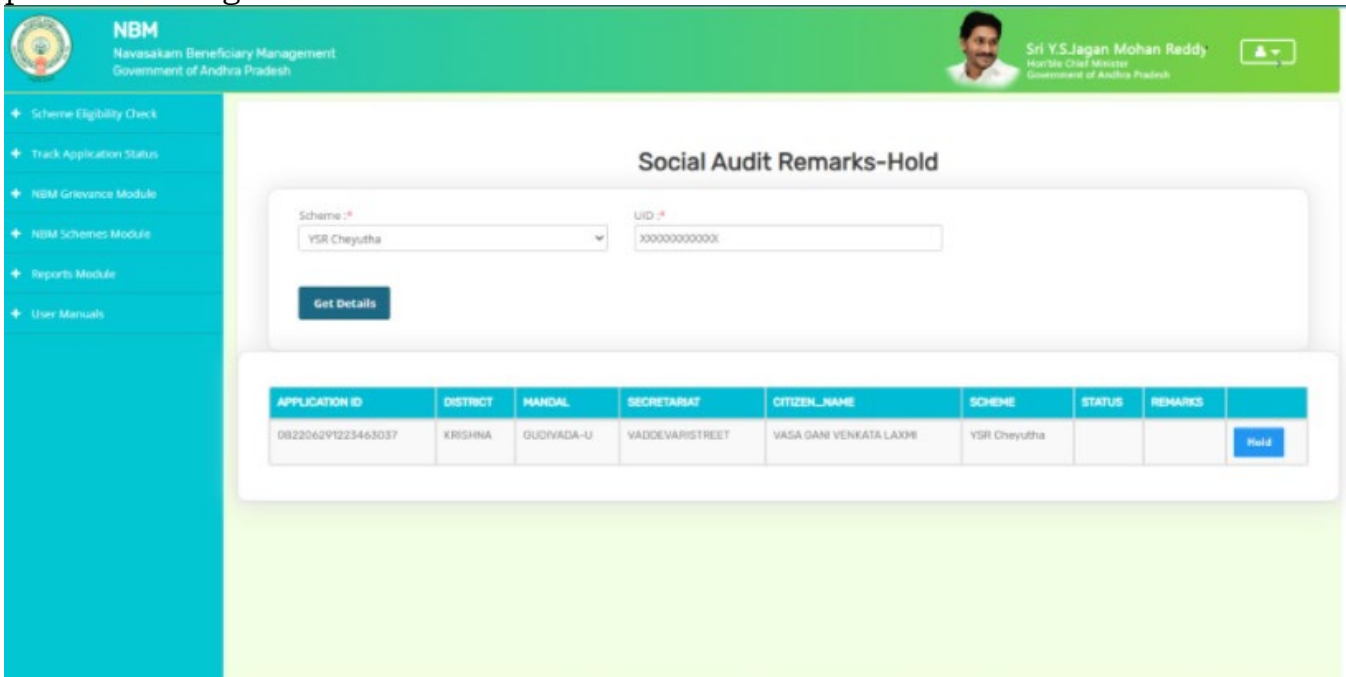 NBM
Navasakam Beneficiary Management
Government of Andhra Pradesh
Sri Y.S.Jagan Mohan Reddy
Hon'ble Chief Minister
Government of Andhra Pradesh
Scheme Eligibility Check
Track Application Status
NBM Grievance Module
NBM Schemes Module
Reports Module
User Manuals
Social Audit Remarks-Hold
Scheme :* UID :*
YSR Cheyutha XXXXXXXXXXXX
Get Details
APPLICATION ID DISTRICT MANDAL SECRETARIAT CITIZEN_NAME SCHEME STATUS REMARKS
082206291223463037 KRISHNA GUDIVADA-U VADDEVARISTREET VASA GANI VENKATA LAXMI YSR Cheyutha Hold